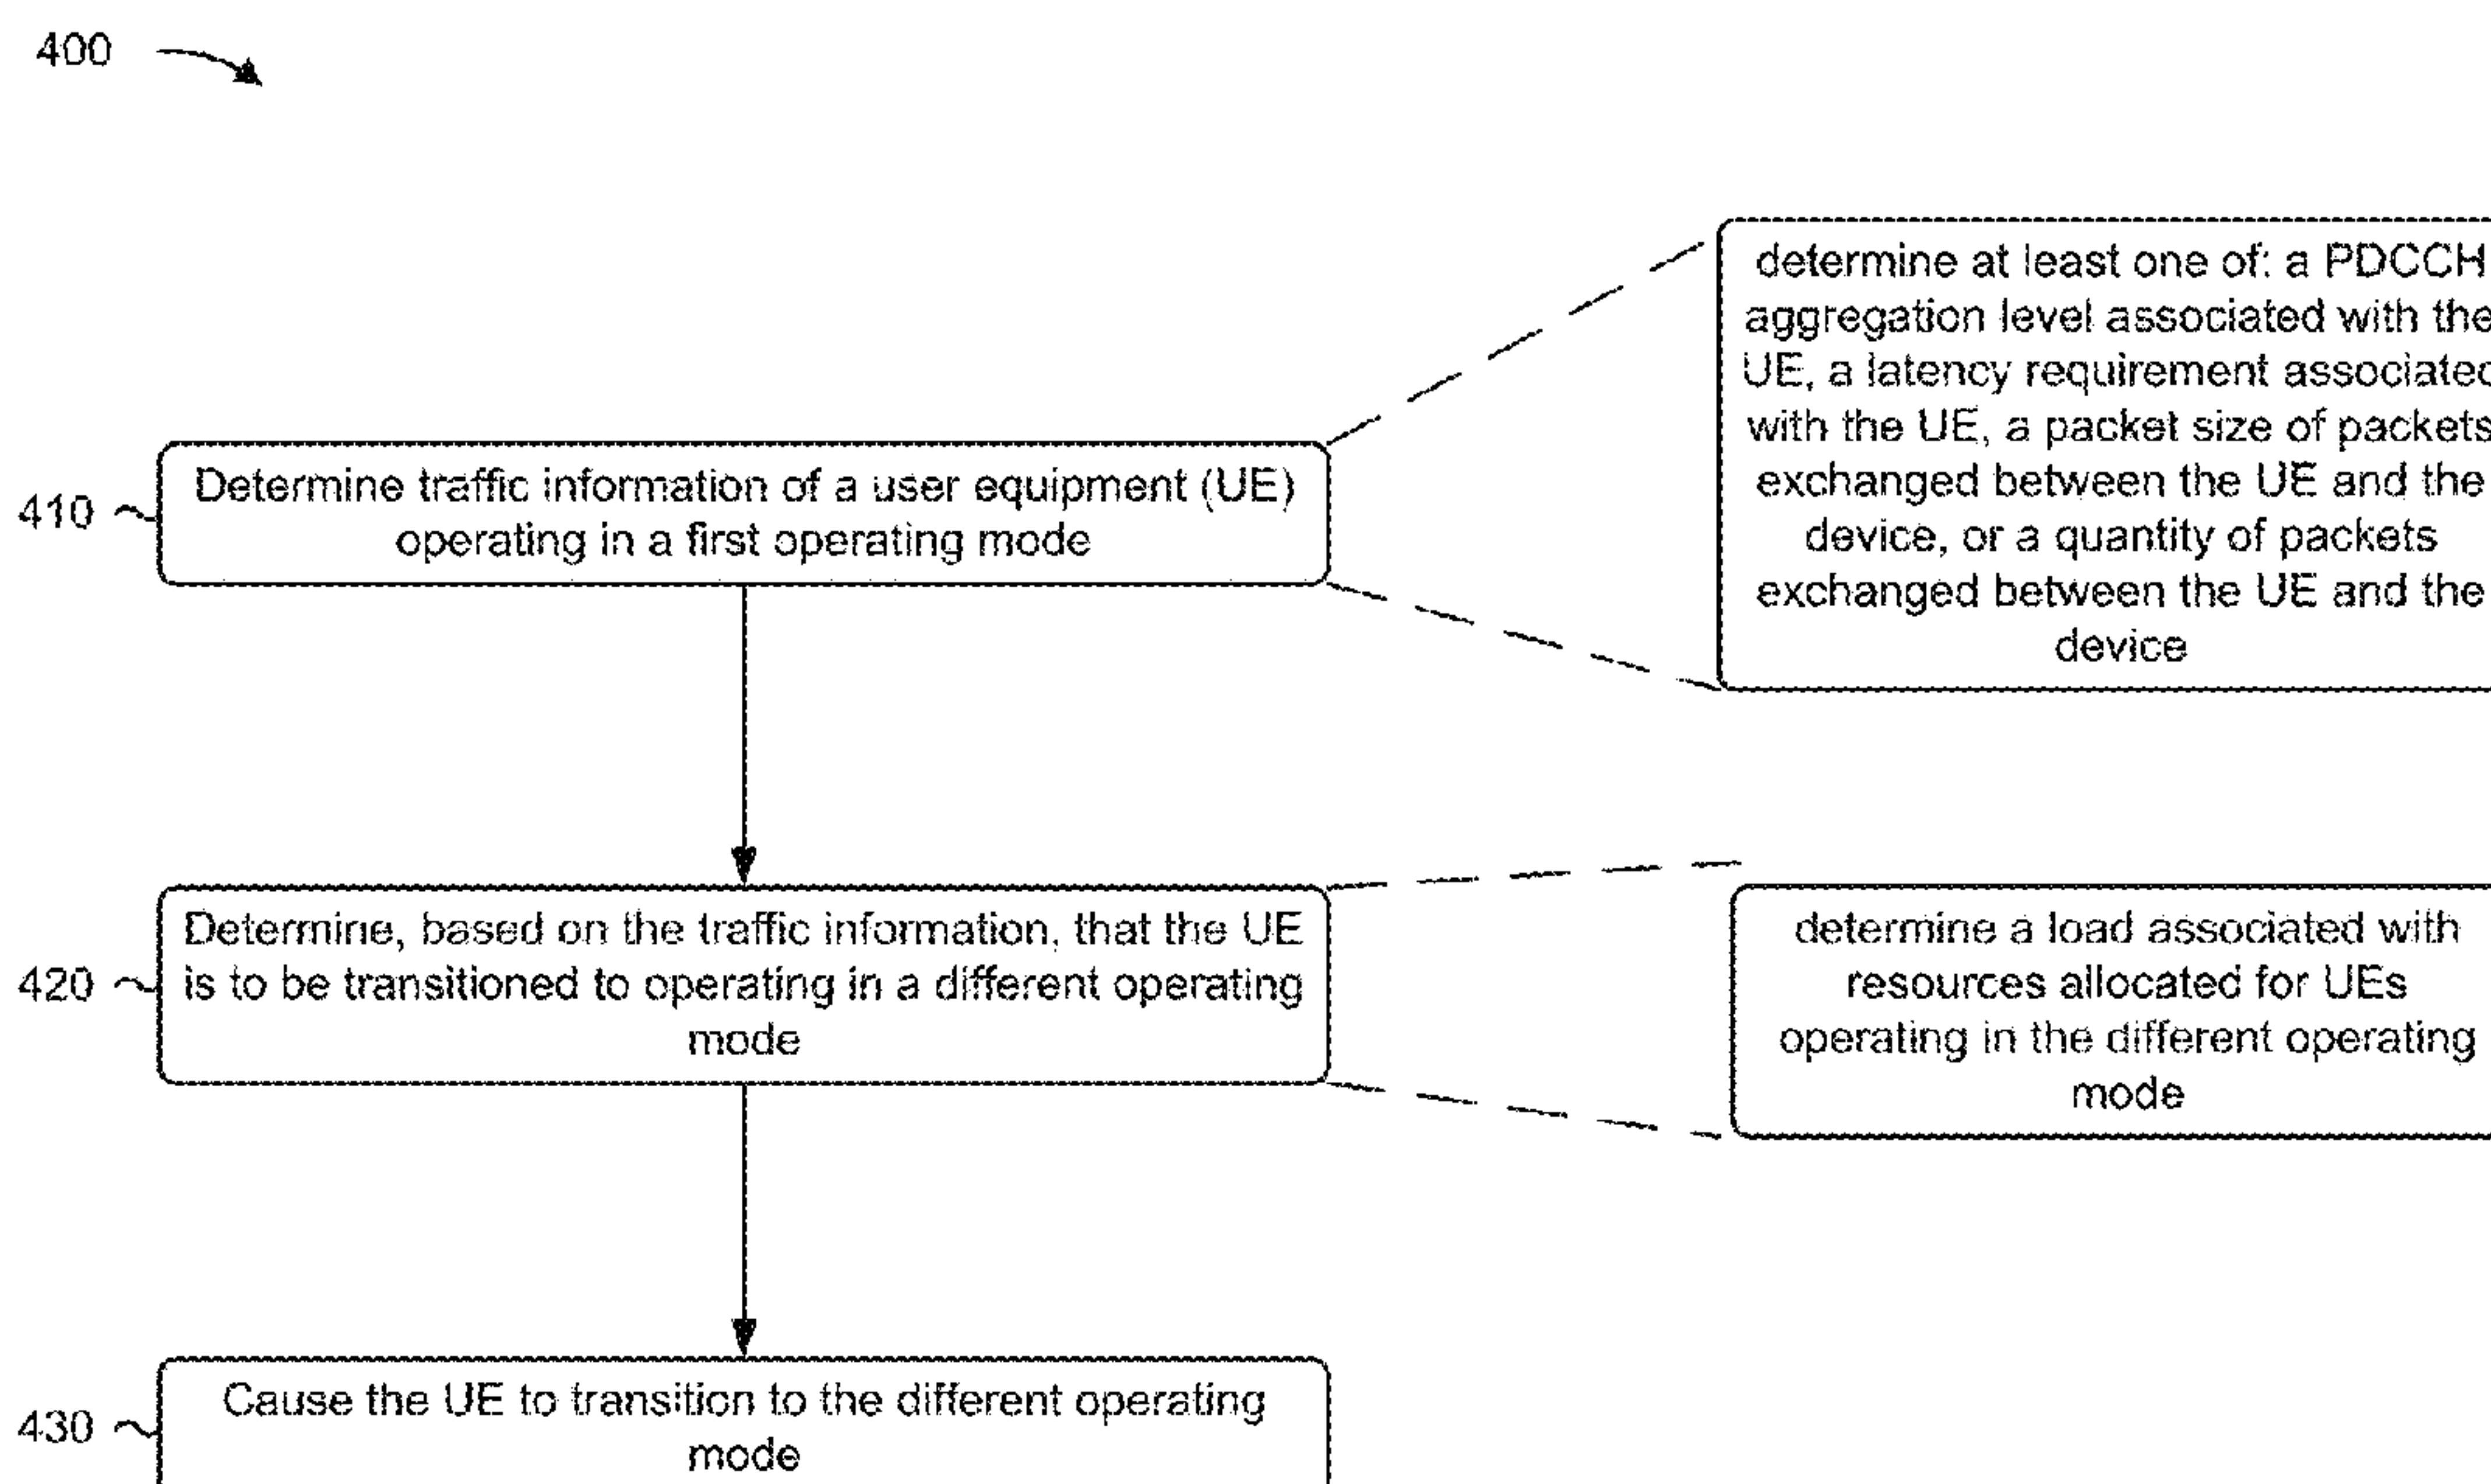 400
determine at least one of: a PDCCH
aggregation level associated with the
UE, a latency requirement associated
with the UE, a packet size of packets
exchanged between the UE and the
device, or a quantity of packets
exchanged between the UE and the
device
410
Determine traffic information of a user equipment (UE)
operating in a first operating mode
420
Determine, based on the traffic information, that the UE
is to be transitioned to operating in a different operating
mode
determine a load associated with
resources allocated for UEs
operating in the different operating
mode
430
Cause the UE to transition to the different operating
mode